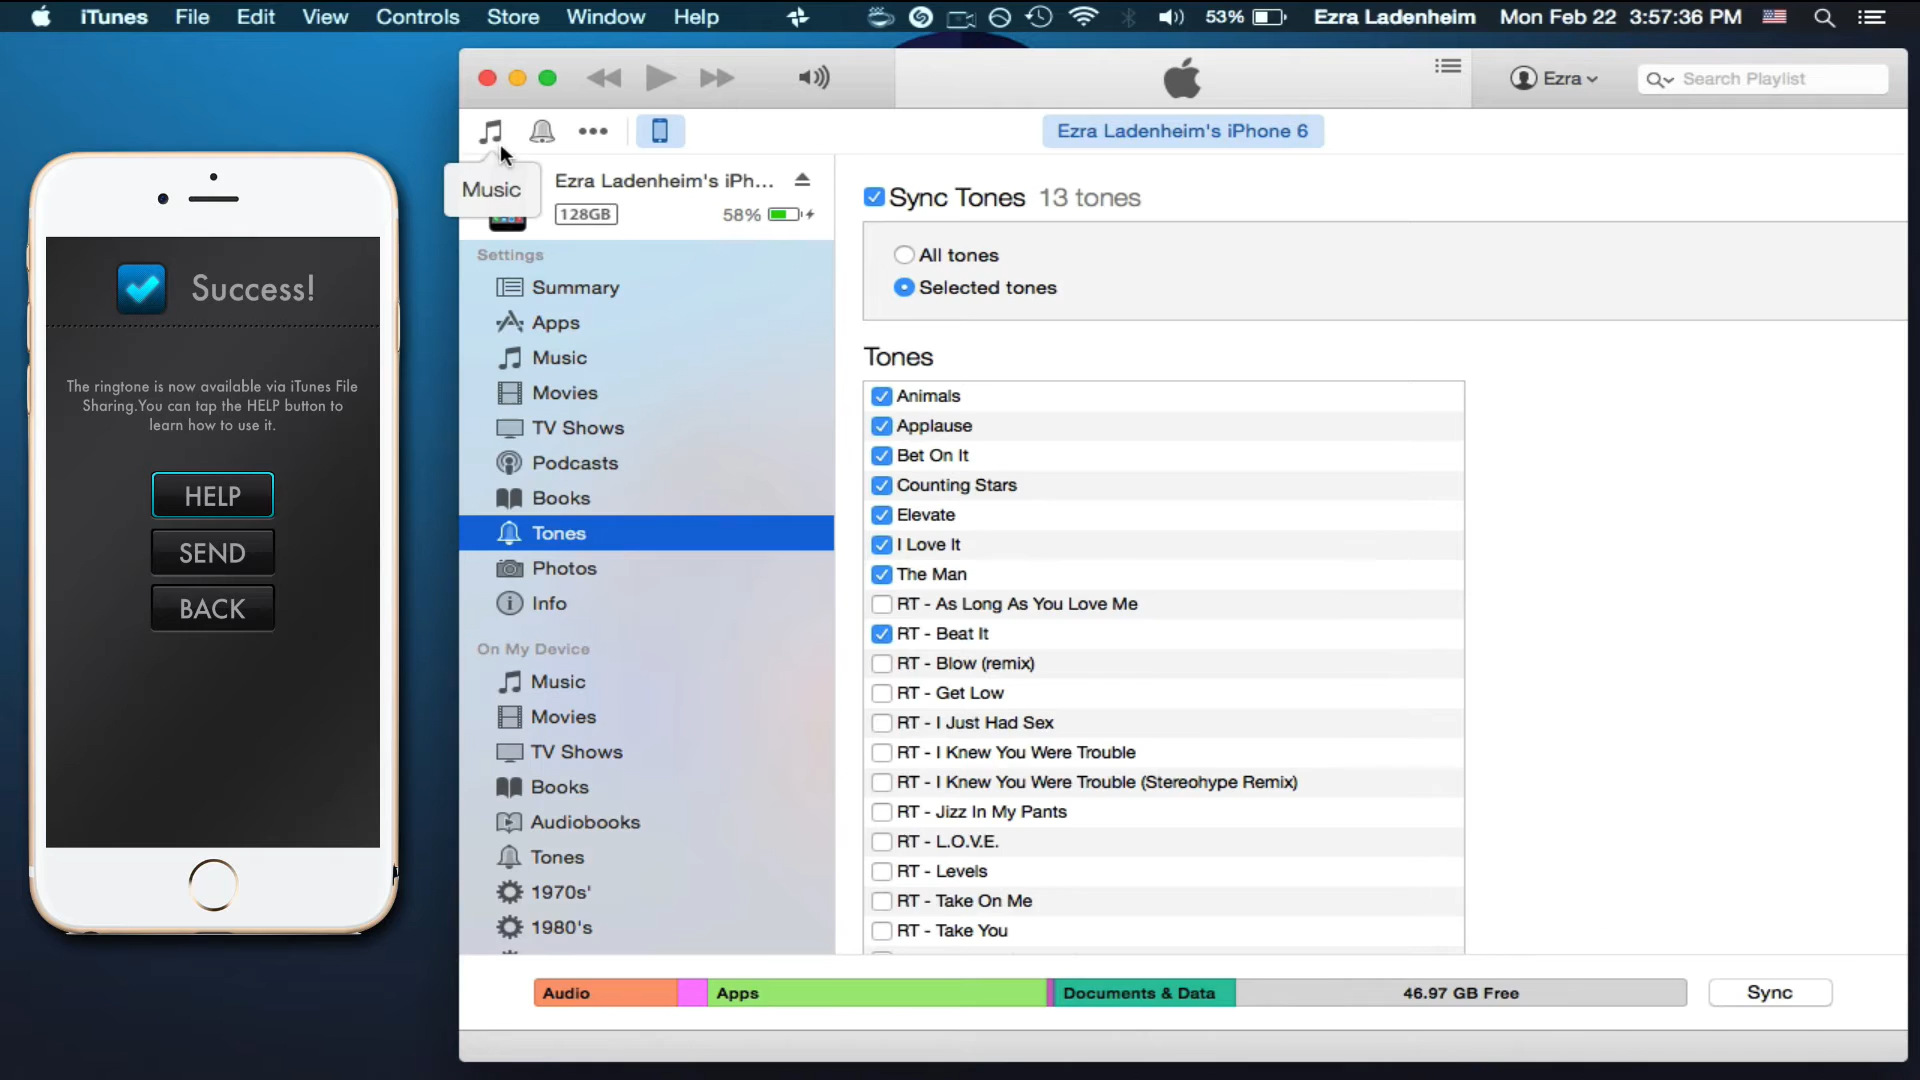 iTunes File Edit View Controls Store Window Help 53% Ezra Ladenheim Mon Feb 22 3:57:36 PM
Ezra Search Playlist
Ezra Ladenheim's iPhone 6
Music
Ezra Ladenheim's iPh...
128GB 58%
Settings
Summary
Apps
Music
Movies
TV Shows
Podcasts
Books
Tones
Photos
Info
On My Device
Music
Movies
TV Shows
Books
Audiobooks
Tones
1970s'
1980's
Sync Tones 13 tones
All tones
Selected tones
Tones
Animals
Applause
Bet On It
Counting Stars
Elevate
I Love It
The Man
RT - As Long As You Love Me
RT - Beat It
RT - Blow (remix)
RT - Get Low
RT - I Just Had Sex
RT - I Knew You Were Trouble
RT - I Knew You Were Trouble (Stereohype Remix)
RT - Jizz In My Pants
RT - L.O.V.E.
RT - Levels
RT - Take On Me
RT - Take You
Audio Apps Documents & Data 46.97 GB Free Sync
Success!
The ringtone is now available via iTunes File
Sharing.You can tap the HELP button to
learn how to use it.
HELP
SEND
BACK